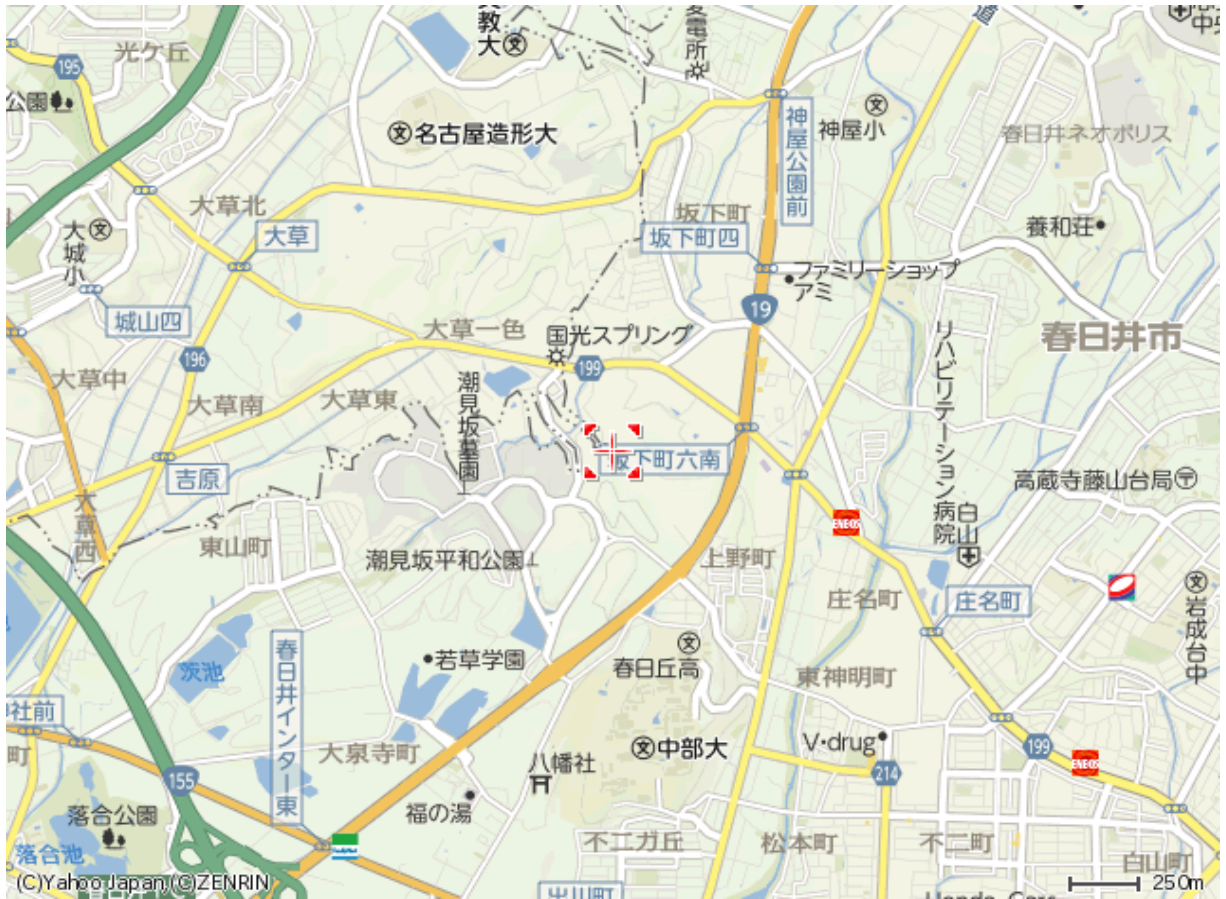 光ケ丘
195
公園
教大
変電所
名古屋造形大
神屋小
神屋公園前
春日井ネオポリス
大草北
大城小
大草
坂下町
坂下町四
養和荘
ファミリーショップ
アミ
19
城山四
大草一色
国光スプリング
春日井市
196
199
大草中
大草南
大草東
潮見坂墓園
リハビリテーション病院
坂下町六南
吉原
高蔵寺藤山台局
ENEOS
白山
大草西
東山町
潮見坂平和公園
上野町
庄名町
庄名町
岩成台中
茨池
若草学園
春日丘高
東神明町
春日井インター東
大泉寺町
中部大
V・drug
199
ENEOS
155
八幡社
214
福の湯
落合公園
不二ガ丘
松本町
不二町
白山町
落合池
出川町
(C)Yahoo Japan,(C)ZENRIN
250m